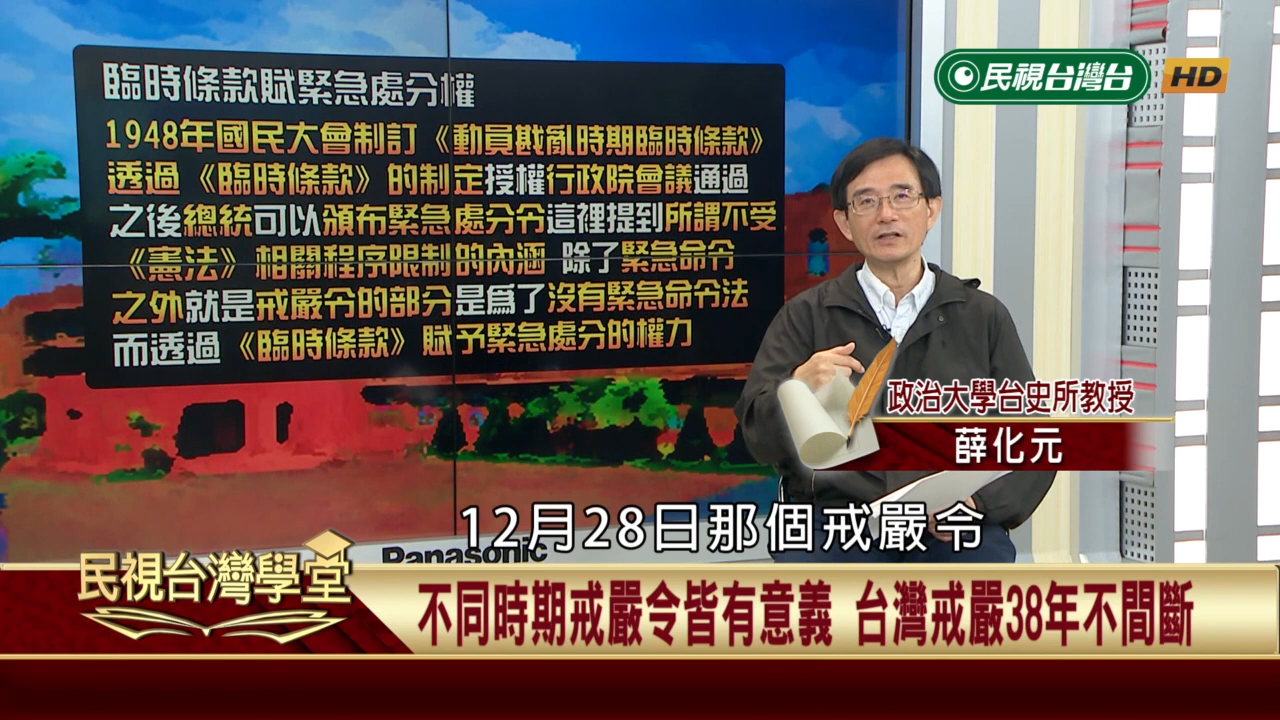 臨時條款賦緊急處分權
1948年國民大會制訂《動員戡亂時期臨時條款》
透過《臨時條款》的制定授權行政院會議通過
之後總統可以頒布緊急處分令這裡提到所謂不受
《憲法》相關程序限制的內涵 除了緊急命令
之外就是戒嚴令的部分是為了沒有緊急命令法
而透過《臨時條款》賦予緊急處分的權力
民視台灣台
HD
政治大學台史所教授
薛化元
12月28日那個戒嚴令
Panasonic
民視台灣學堂
不同時期戒嚴令皆有意義 台灣戒嚴38年不間斷